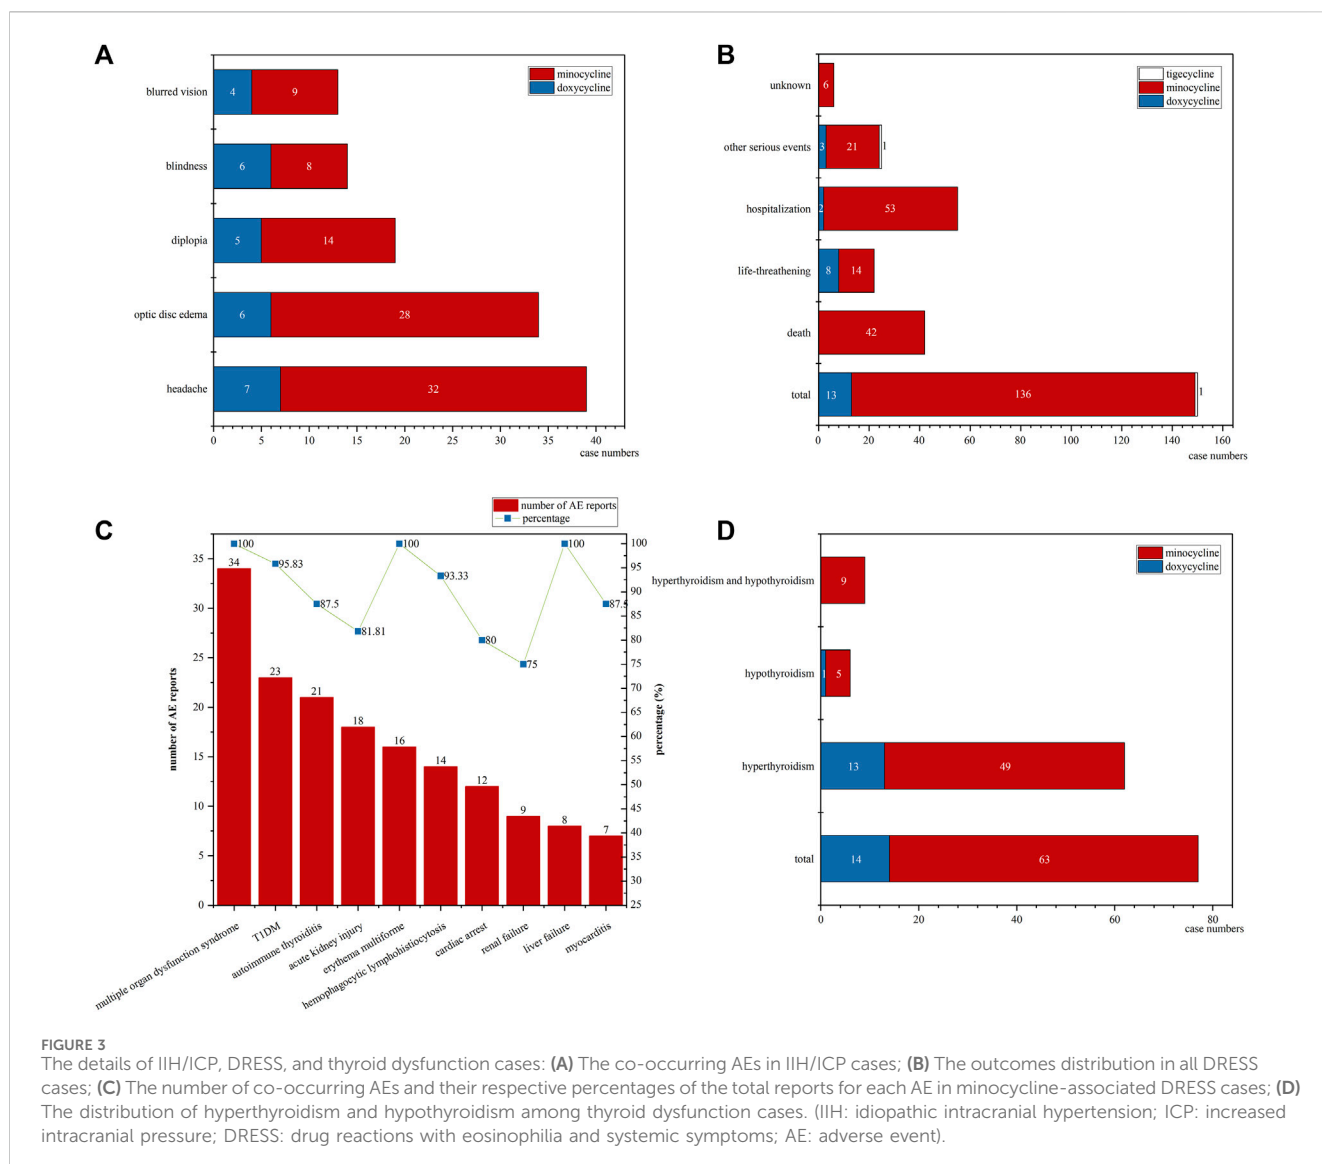 A
minocycline
doxycycline
blurred vision
4
9
blindness
6
8
diplopia
5
14
optic disc edema
6
28
headache
7
32
0 5 10 15 20 25 30 35 40
case numbers
B
tigecycline
minocycline
doxycycline
unknown
6
other serious events
3
21
1
hospitalization
2
53
life-threathening
8
14
death
42
total
13
136
1
0 20 40 60 80 100 120 140 160
case numbers
C
number of AE reports
percentage
number of AE reports
35
30
25
20
15
10
5
0
100
95.83
87.5
81.81
100
93.33
80
75
100
87.5
34
23
21
18
16
14
12
9
8
7
100
95
90
85
80
75
70
65
60
55
50
45
40
35
30
25
percentage (%)
multiple organ dysfunction syndrome
T1DM
autoimmune thyroiditis
acute kidney injury
erythema multiforme
hemophagocytic lymphohistiocytosis
cardiac arrest
renal failure
liver failure
myocarditis
D
minocycline
doxycycline
hyperthyroidism and hypothyroidism
9
hypothyroidism
1
5
hyperthyroidism
13
49
total
14
63
0 20 40 60 80
case numbers
FIGURE 3
The details of IIH/ICP, DRESS, and thyroid dysfunction cases: (A) The co-occurring AEs in IIH/ICP cases; (B) The outcomes distribution in all DRESS
cases; (C) The number of co-occurring AEs and their respective percentages of the total reports for each AE in minocycline-associated DRESS cases; (D)
The distribution of hyperthyroidism and hypothyroidism among thyroid dysfunction cases. (IIH: idiopathic intracranial hypertension; ICP: increased
intracranial pressure; DRESS: drug reactions with eosinophilia and systemic symptoms; AE: adverse event).